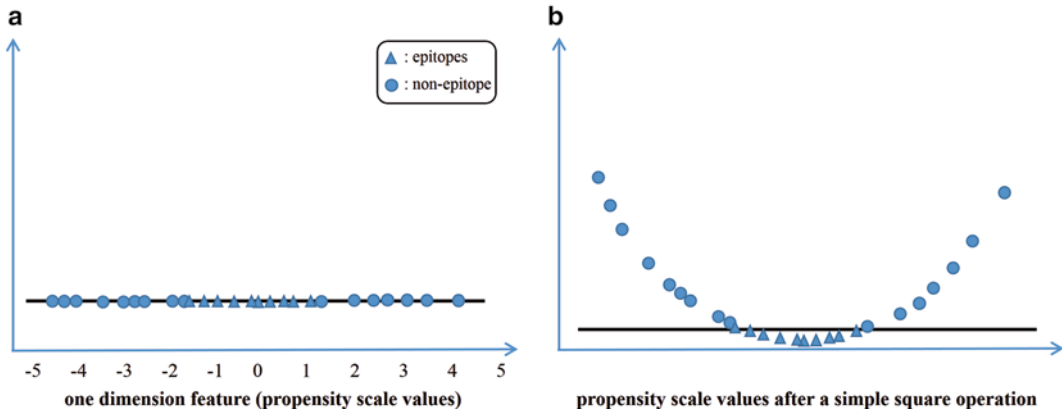 a
b
: epitopes
: non-epitope
-5 -4 -3 -2 -1 0 1 2 3 4 5
one dimension feature (propensity scale values)
propensity scale values after a simple square operation